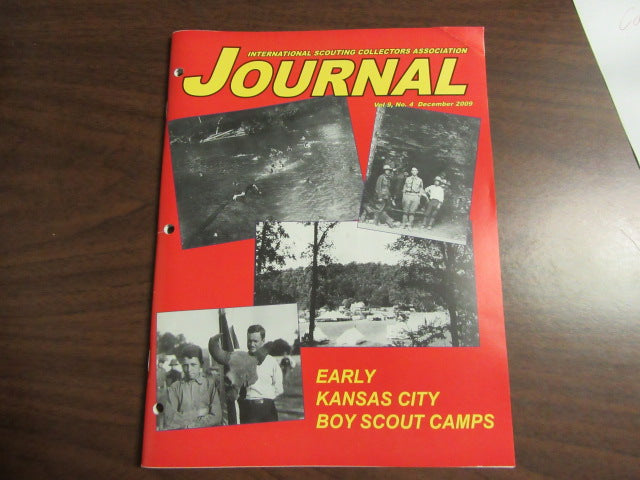 INTERNATIONAL SCOUTING COLLECTORS ASSOCIATION
JOURNAL
Vol 9, No. 4 December 2009
EARLY
KANSAS CITY
BOY SCOUT CAMPS